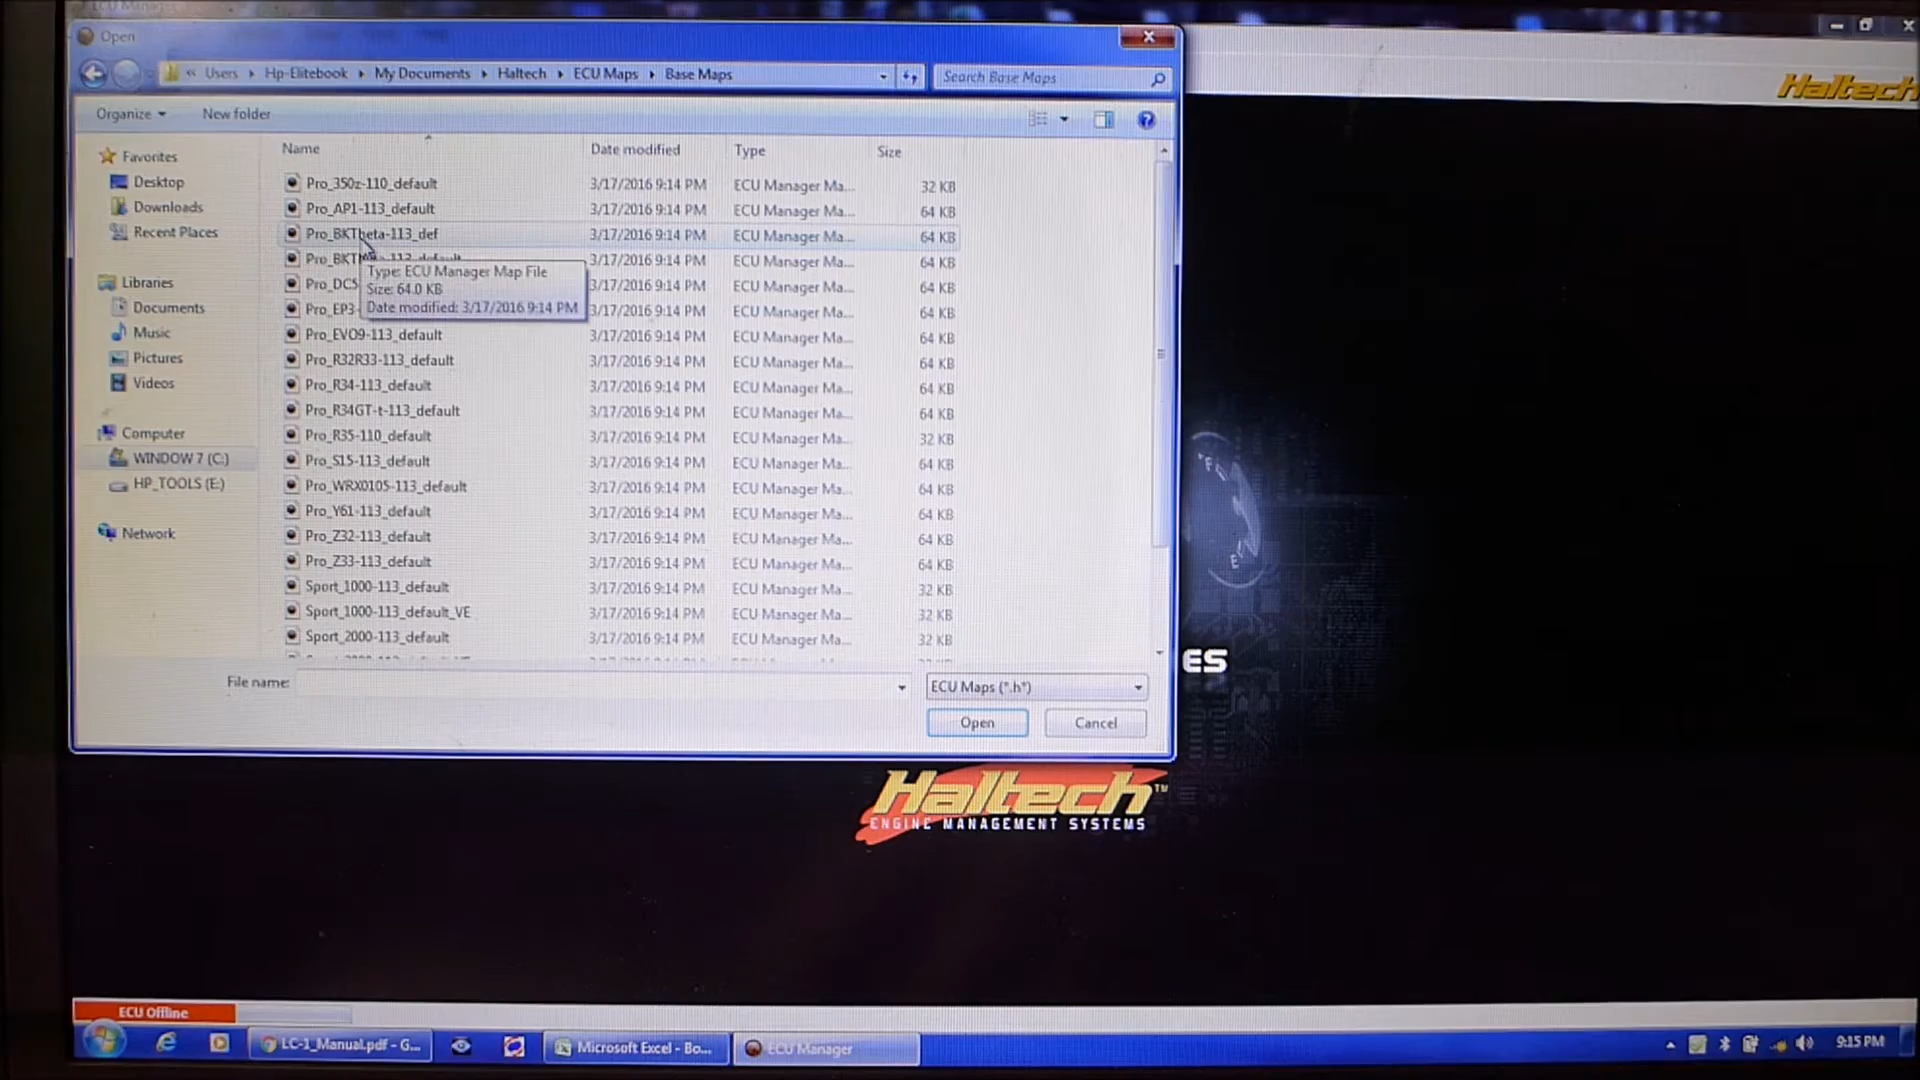 ECU Manager
Open
Haltech
« Users Hp-Elitebook My Documents Haltech ECU Maps Base Maps
Search Base Maps
Organize New folder
Name Date modified Type Size
Favorites
Desktop
Downloads
Recent Places
Libraries
Documents
Music
Pictures
Videos
Computer
WINDOW 7 (C:)
HP_TOOLS (E:)
Network
Pro_350z-110_default 3/17/2016 9:14 PM ECU Manager Ma... 32 KB
Pro_AP1-113_default 3/17/2016 9:14 PM ECU Manager Ma... 64 KB
Pro_BKTheta-113_def 3/17/2016 9:14 PM ECU Manager Ma... 64 KB
3/17/2016 9:14 PM ECU Manager Ma... 64 KB
Pro_DC5 3/17/2016 9:14 PM ECU Manager Ma... 64 KB
Pro_EP3- 3/17/2016 9:14 PM ECU Manager Ma... 64 KB
Type: ECU Manager Map File
Size: 64.0 KB
Date modified: 3/17/2016 9:14 PM
Pro_EVO9-113_default 3/17/2016 9:14 PM ECU Manager Ma... 64 KB
Pro_R32R33-113_default 3/17/2016 9:14 PM ECU Manager Ma... 64 KB
Pro_R34-113_default 3/17/2016 9:14 PM ECU Manager Ma... 64 KB
Pro_R34GT-t-113_default 3/17/2016 9:14 PM ECU Manager Ma... 64 KB
Pro_R35-110_default 3/17/2016 9:14 PM ECU Manager Ma... 32 KB
Pro_S15-113_default 3/17/2016 9:14 PM ECU Manager Ma... 64 KB
Pro_WRX0105-113_default 3/17/2016 9:14 PM ECU Manager Ma... 64 KB
Pro_Y61-113_default 3/17/2016 9:14 PM ECU Manager Ma... 64 KB
Pro_Z32-113_default 3/17/2016 9:14 PM ECU Manager Ma... 64 KB
Pro_Z33-113_default 3/17/2016 9:14 PM ECU Manager Ma... 64 KB
Sport_1000-113_default 3/17/2016 9:14 PM ECU Manager Ma... 32 KB
Sport_1000-113_default_VE 3/17/2016 9:14 PM ECU Manager Ma... 32 KB
Sport_2000-113_default 3/17/2016 9:14 PM ECU Manager Ma... 32 KB
File name: ECU Maps (*.h*)
Open Cancel
F
E
ES
Haltech™
ENGINE MANAGEMENT SYSTEMS
ECU Offline
LC-1_Manual.pdf - G... Microsoft Excel - Bo... ECU Manager 9:15 PM